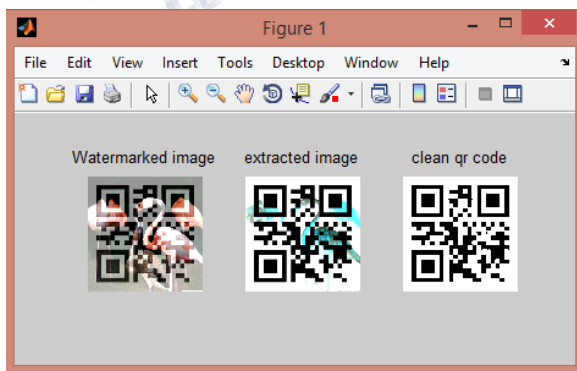 Figure 1
File Edit View Insert Tools Desktop Window Help
Watermarked image extracted image clean qr code